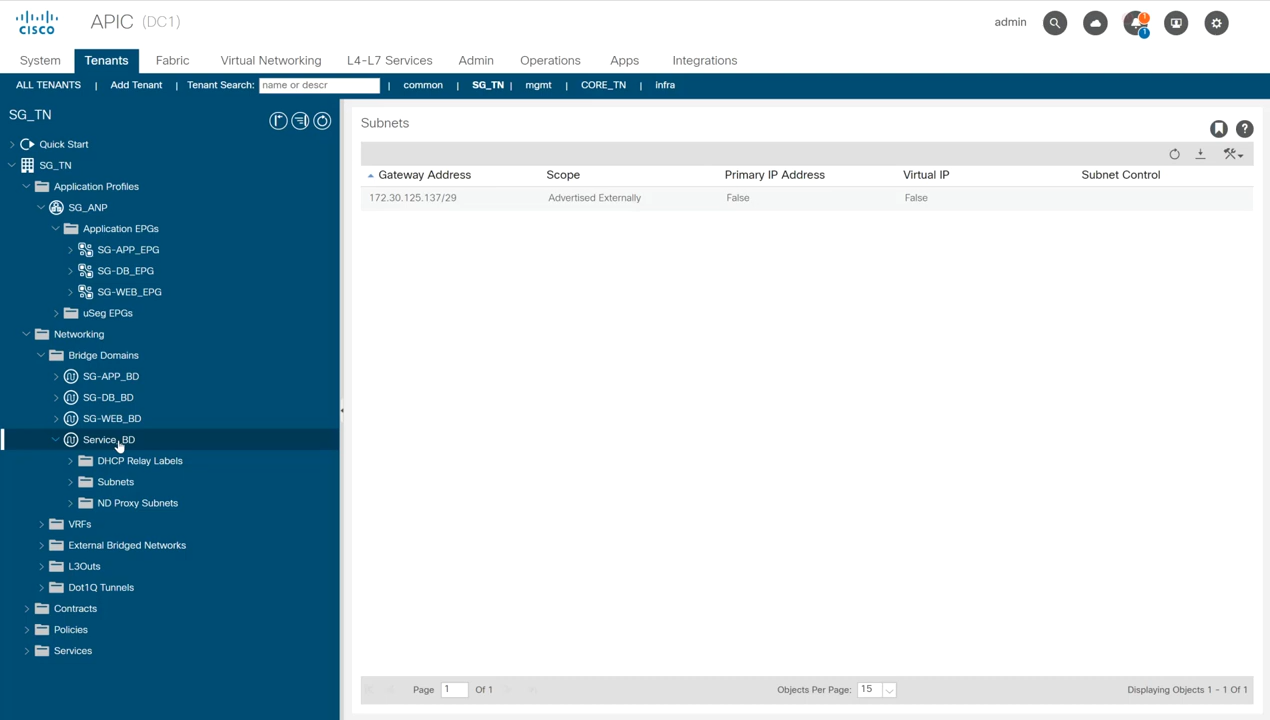 CISCO
APIC (DC1)
admin
1
1
System Tenants Fabric Virtual Networking L4-L7 Services Admin Operations Apps Integrations
ALL TENANTS | Add Tenant | Tenant Search: name or descr | common | SG_TN | mgmt | CORE_TN | infra
SG_TN
Quick Start
SG_TN
Application Profiles
SG_ANP
Application EPGs
SG-APP_EPG
SG-DB_EPG
SG-WEB_EPG
uSeg EPGs
Networking
Bridge Domains
SG-APP_BD
SG-DB_BD
SG-WEB_BD
Service_BD
DHCP Relay Labels
Subnets
ND Proxy Subnets
VRFs
External Bridged Networks
L3Outs
Dot1Q Tunnels
Contracts
Policies
Services
Subnets
Gateway Address Scope Primary IP Address Virtual IP Subnet Control
172.30.125.137/29 Advertised Externally False False
Page 1 Of 1 Objects Per Page: 15 Displaying Objects 1 - 1 Of 1